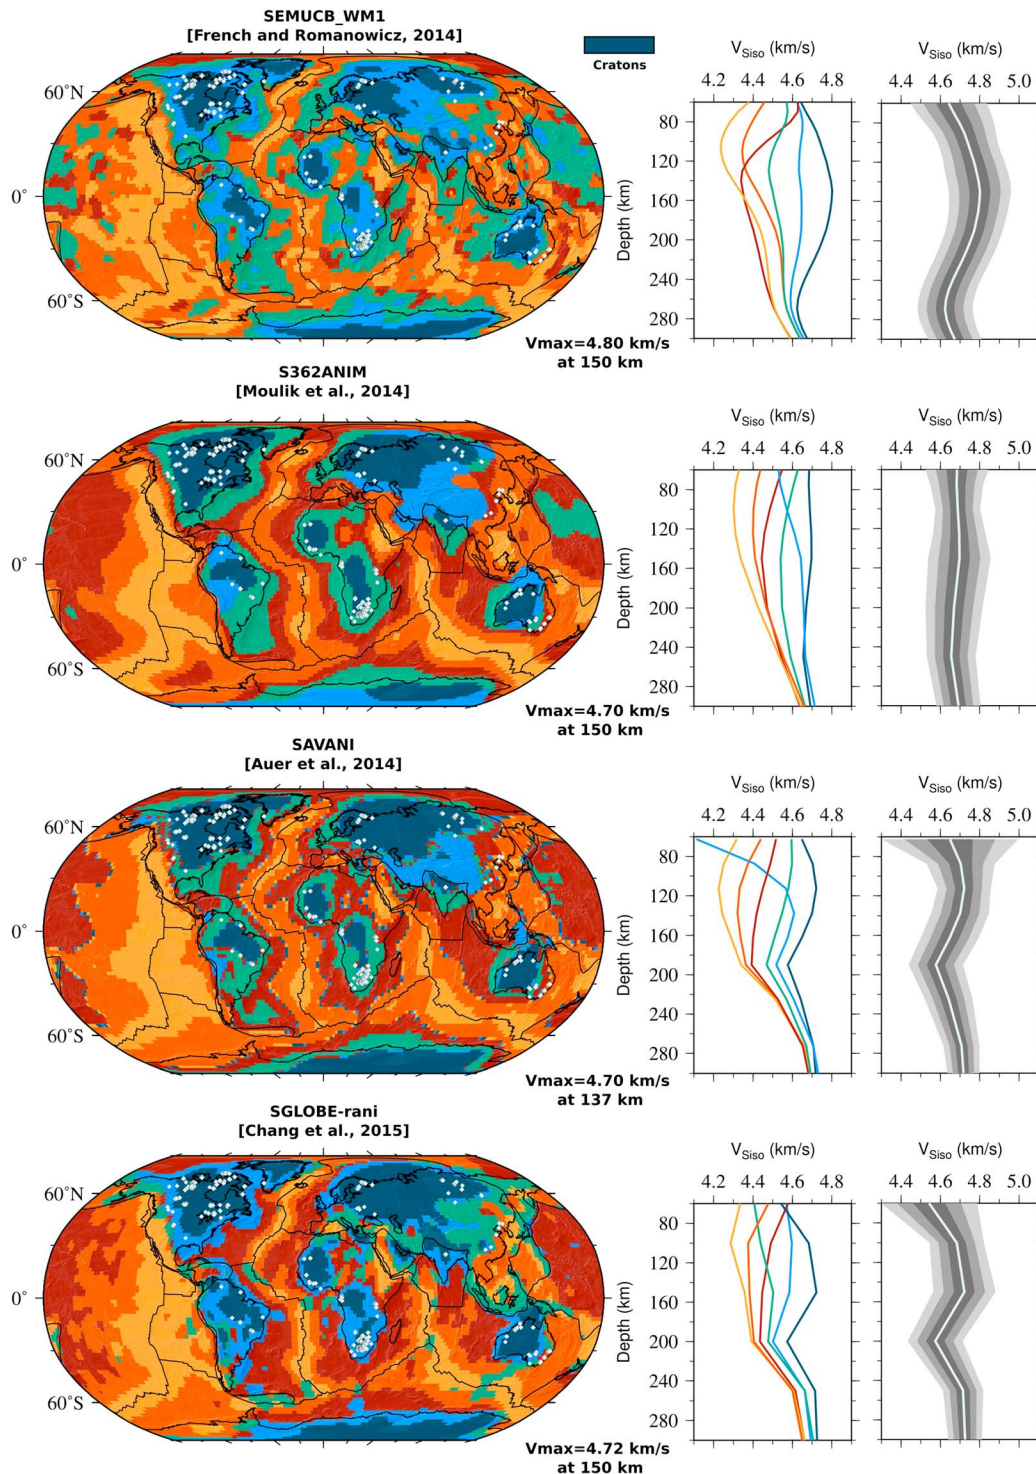 SEMUCB_WM1
[French and Romanowicz, 2014]
Cratons
60°N
0°
60°S
Vmax=4.80 km/s
at 150 km
V_Siso (km/s)
4.2 4.4 4.6 4.8
Depth (km)
80
120
160
200
240
280
V_Siso (km/s)
4.4 4.6 4.8 5.0
S362ANIM
[Moulik et al., 2014]
60°N
0°
60°S
Vmax=4.70 km/s
at 150 km
V_Siso (km/s)
4.2 4.4 4.6 4.8
Depth (km)
80
120
160
200
240
280
V_Siso (km/s)
4.4 4.6 4.8 5.0
SAVANI
[Auer et al., 2014]
60°N
0°
60°S
Vmax=4.70 km/s
at 137 km
V_Siso (km/s)
4.2 4.4 4.6 4.8
Depth (km)
80
120
160
200
240
280
V_Siso (km/s)
4.4 4.6 4.8 5.0
SGLOBE-rani
[Chang et al., 2015]
60°N
0°
60°S
Vmax=4.72 km/s
at 150 km
V_Siso (km/s)
4.2 4.4 4.6 4.8
Depth (km)
80
120
160
200
240
280
V_Siso (km/s)
4.4 4.6 4.8 5.0